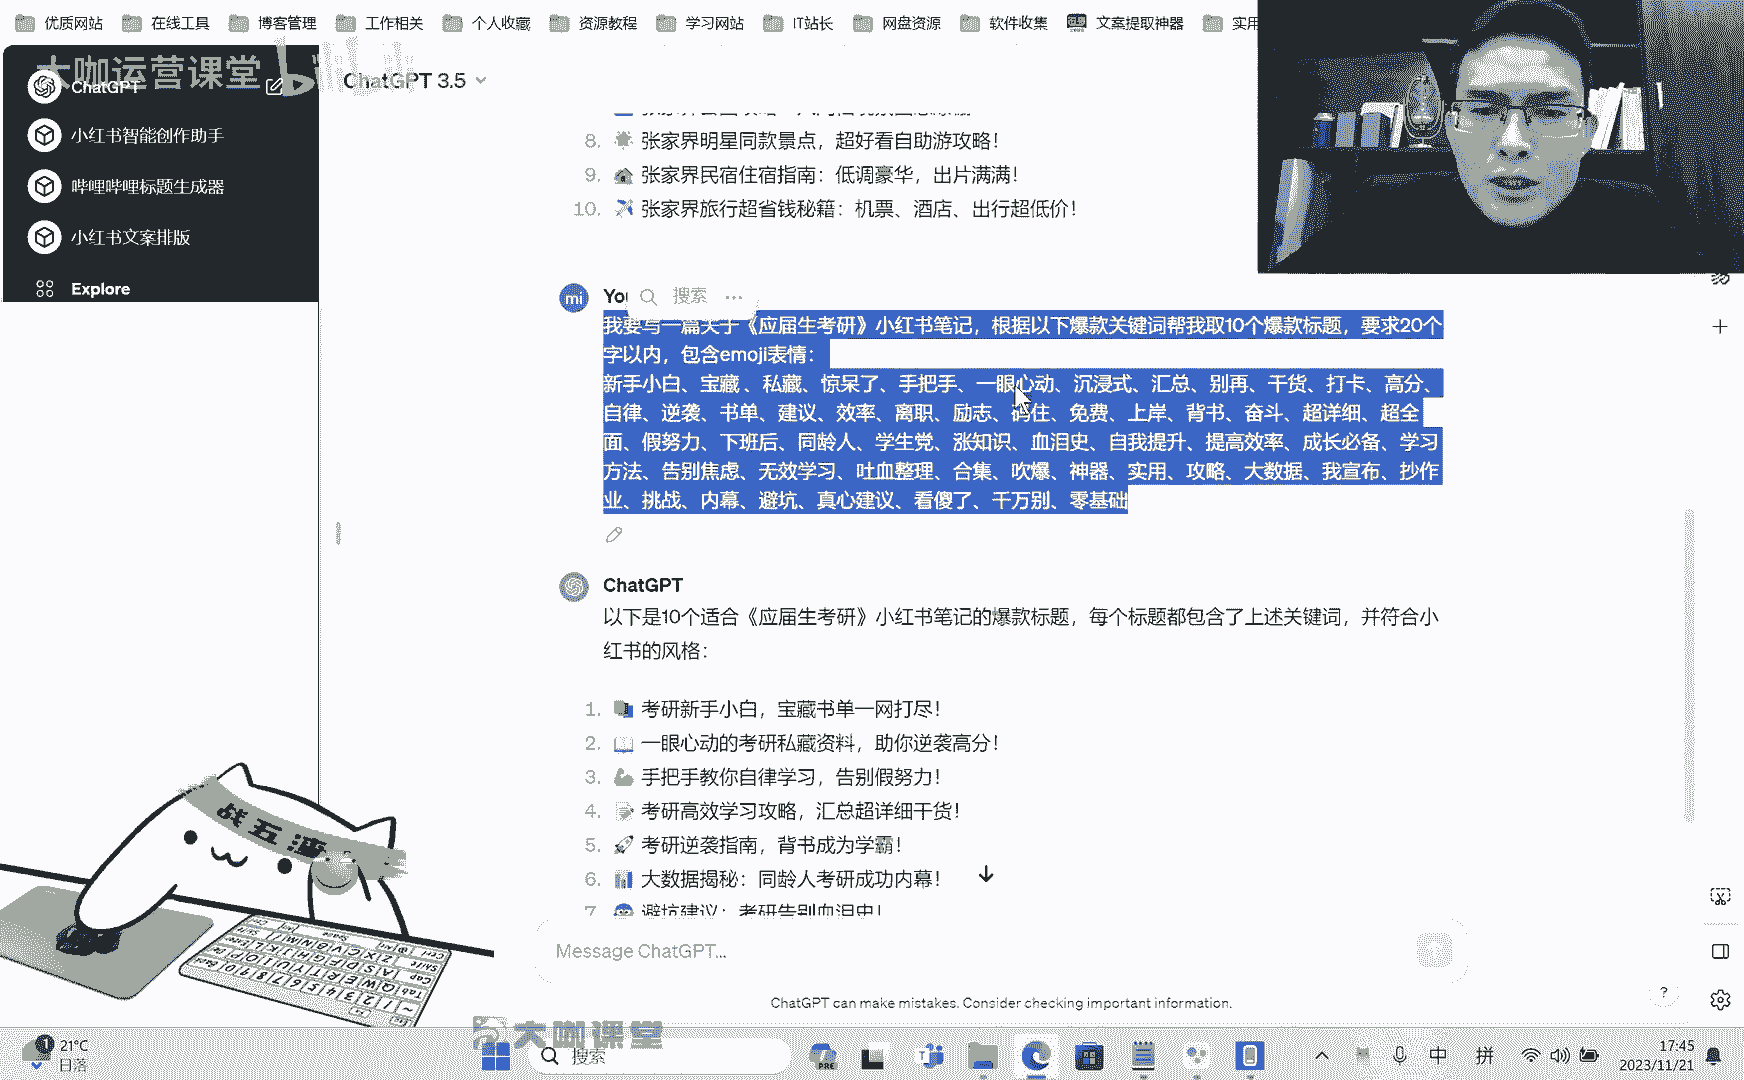 优质网站
在线工具
博客管理
工作相关
个人收藏
资源教程
学习网站
IT站长
网盘资源
软件收集
文案提取神器
实用
大咖运营课堂
bilibili
ChatGPT
小红书智能创作助手
哔哩哔哩标题生成器
小红书文案排版
Explore
ChatGPT 3.5
8. 张家界明星同款景点，超好看自助游攻略！
9. 张家界民宿住宿指南：低调豪华，出片满满！
10. 张家界旅行超省钱秘籍：机票、酒店、出行超低价！
mi
You
搜索
我要写一篇关于《应届生考研》小红书笔记，根据以下爆款关键词帮我取10个爆款标题，要求20个
字以内，包含emoji表情：
新手小白、宝藏 、私藏、惊呆了、手把手、一眼心动、沉浸式、汇总、别再、干货、打卡、高分、
自律、逆袭、书单、建议、效率、离职、励志、码住、免费、上岸、背书、奋斗、超详细、超全
面、假努力、下班后、同龄人、学生党、涨知识、血泪史、自我提升、提高效率、成长必备、学习
方法、告别焦虑、无效学习、吐血整理、合集、吹爆、神器、实用、攻略、大数据、我宣布、抄作
业、挑战、内幕、避坑、真心建议、看傻了、千万别、零基础
ChatGPT
以下是10个适合《应届生考研》小红书笔记的爆款标题，每个标题都包含了上述关键词，并符合小
红书的风格：
1. 考研新手小白，宝藏书单一网打尽！
2. 一眼心动的考研私藏资料，助你逆袭高分！
3. 手把手教你自律学习，告别假努力！
4. 考研高效学习攻略，汇总超详细干货！
5. 考研逆袭指南，背书成为学霸！
6. 大数据揭秘：同龄人考研成功内幕！
7. 避坑建议：考研告别血泪史！
Message ChatGPT...
ChatGPT can make mistakes. Consider checking important information.
?
战五渣
大咖课堂
1
21°C
日落
搜索
PRE
中
拼
17:45
2023/11/21